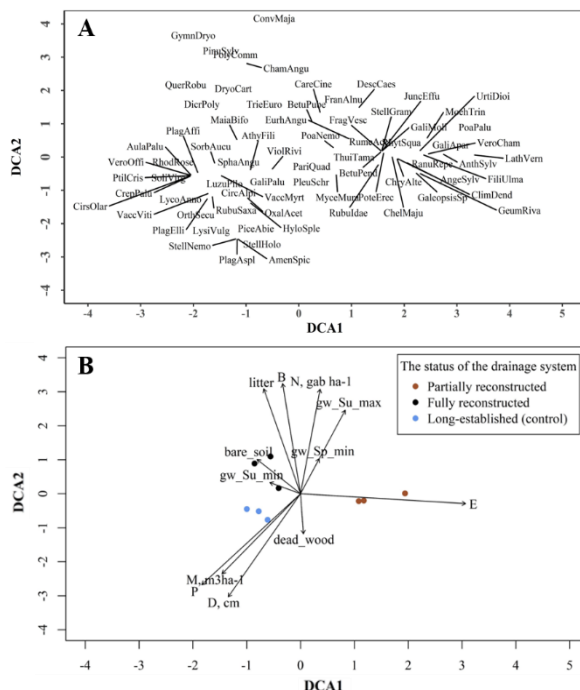 A
ConvMaja
GymnDryo
PinuSylv
PolyComm
ChamAngu
QuerRobu
DryoCart
CareCine
DescCaes
FranAlnu
JuncEffu
UrtiDioi
DicrPoly
TrieEuro
BetuPube
StellGram
MoehTrin
MaiaBifo
EurhAngu
FragVesc
GaliMoll
PoaPalu
PlagAffi
AthyFili
PoaNemo
RumeAcet
PhytSqua
GaliApar
VeroCham
AulaPalu
SorbAucu
ViolRivi
ThuiTama
VeroOffi
RhodRose
SphaAngu
PariQuad
BetuPend
RanuRepe
AnthSylv
LathVern
PtilCris
SoliVirg
GaliPalu
PleuSchr
ChryAlte
AngeSylv
FiliUlma
CrenPalu
LuzuPilo
CircAlpi
VaccMyrt
MyceMura
PoteErec
GaleopsisSp
ClimDend
CirsOlar
LycoAnno
VaccViti
OrthSecu
RubuSaxa
OxalAcet
RubuIdae
ChelMaju
GeumRiva
PlagElli
LysiVulg
PiceAbie
HyloSple
StellNemo
StellHolo
PlagAspl
AmenSpic
DCA2
4
3
2
1
0
-1
-2
-3
-4
-4 -3 -2 -1 0 1 2 3 4 5
DCA1
B
The status of the drainage system
Partially reconstructed
Fully reconstructed
Long-established (control)
litter
B
N, gab ha-1
gw_Su_max
bare_soil
gw_Sp_min
gw_Su_min
E
dead_wood
M, m3ha-1
P
D, cm
DCA2
4
3
2
1
0
-1
-2
-3
-4
-4 -3 -2 -1 0 1 2 3 4 5
DCA1